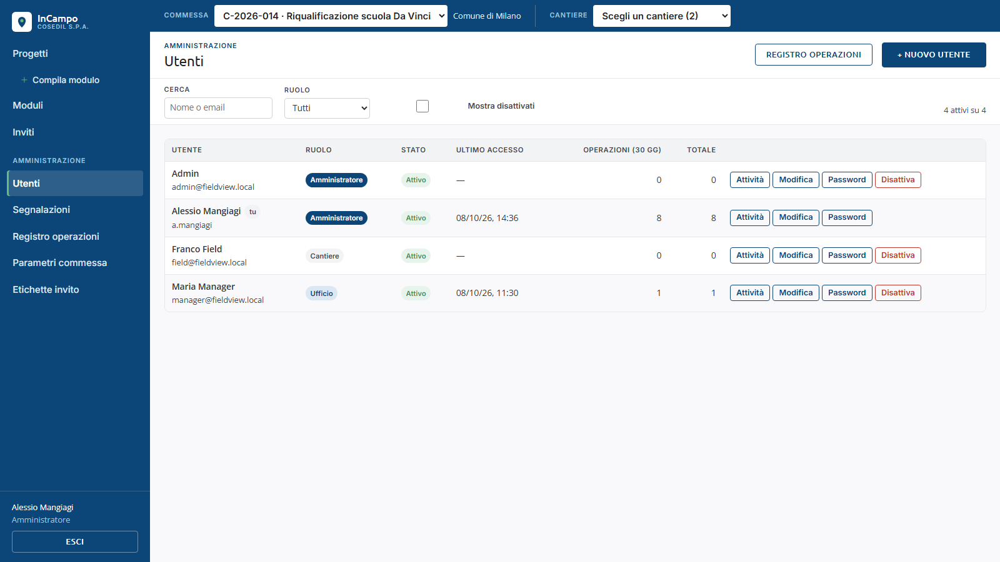 InCampo
COSEDIL S.P.A.
COMMESSA
C-2026-014 · Riqualificazione scuola Da Vinci
Comune di Milano
CANTIERE
Scegli un cantiere (2)
Progetti
+ Compila modulo
Moduli
Inviti
AMMINISTRAZIONE
Utenti
Segnalazioni
Registro operazioni
Parametri commessa
Etichette invito
Alessio Mangiagi
Amministratore
ESCI
AMMINISTRAZIONE
Utenti
REGISTRO OPERAZIONI
+ NUOVO UTENTE
CERCA
Nome o email
RUOLO
Tutti
Mostra disattivati
4 attivi su 4
UTENTE RUOLO STATO ULTIMO ACCESSO OPERAZIONI (30 GG) TOTALE
Admin
admin@fieldview.local
Amministratore Attivo — 0 0 Attività Modifica Password Disattiva
Alessio Mangiagi tu
a.mangiagi
Amministratore Attivo 08/10/26, 14:36 8 8 Attività Modifica Password
Franco Field
field@fieldview.local
Cantiere Attivo — 0 0 Attività Modifica Password Disattiva
Maria Manager
manager@fieldview.local
Ufficio Attivo 08/10/26, 11:30 1 1 Attività Modifica Password Disattiva